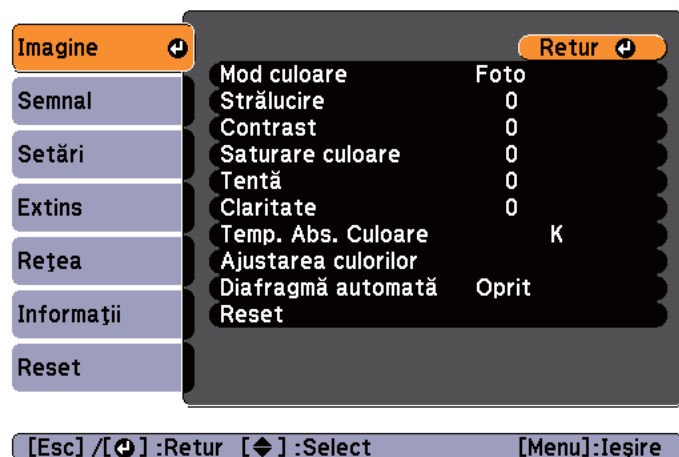 Imagine
Semnal
Setări
Extins
Reţea
Informaţii
Reset
Retur
Mod culoare Foto
Strălucire 0
Contrast 0
Saturare culoare 0
Tentă 0
Claritate 0
Temp. Abs. Culoare K
Ajustarea culorilor
Diafragmă automată Oprit
Reset
[Esc] /[ ] :Retur [ ] :Select [Menu]:Ieşire